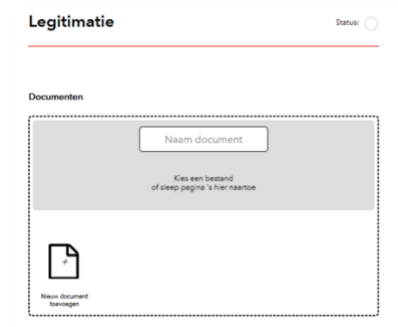 Legitimatie
Status:
Documenten
Naam document
Kies een bestand
of sleep pagina 's hier naartoe
+
Nieuw document
toevoegen